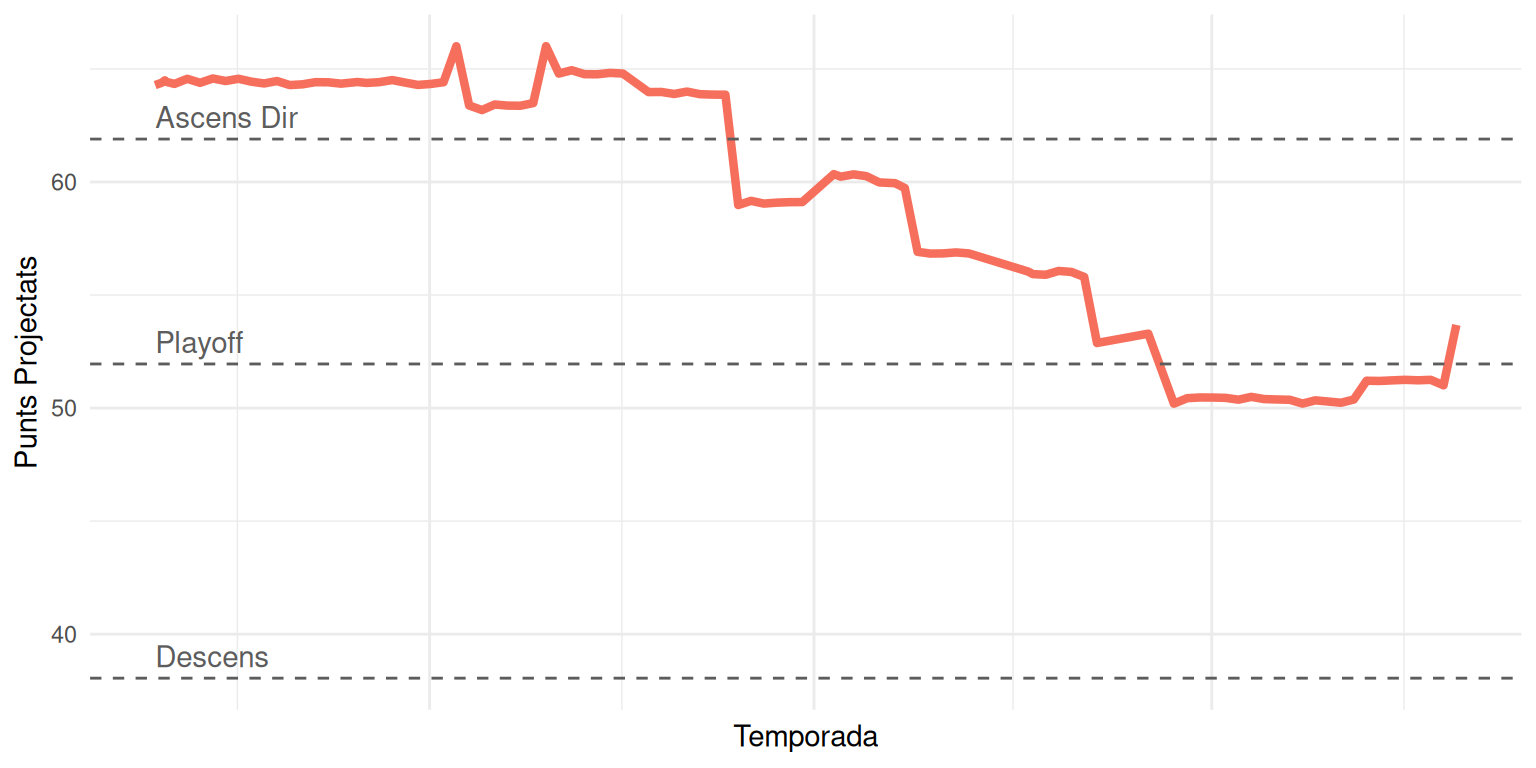 Ascens Dir
60
Playoff
50
40
Descens
Punts Projectats
Temporada